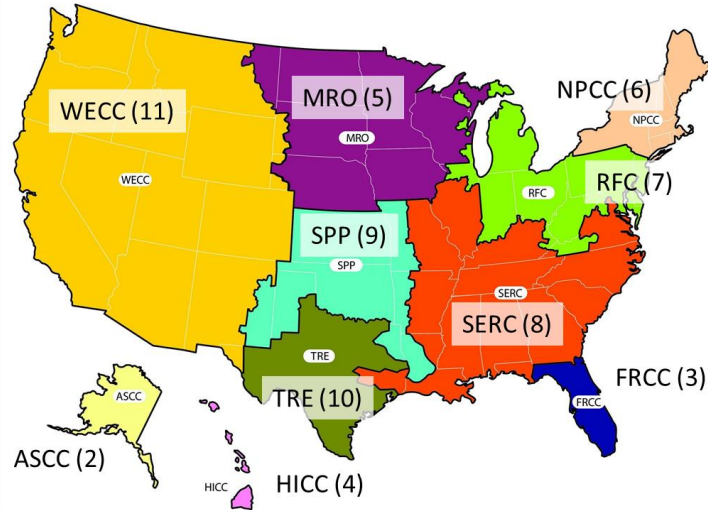 NPCC (6)
MRO (5)
WECC (11)
NPCC
MRO
WECC
RFC (7)
RFC
SPP (9)
SPP
SERC
SERC (8)
TRE
FRCC (3)
TRE (10)
ASCC
FRCC
ASCC (2)
HICC
HICC (4)